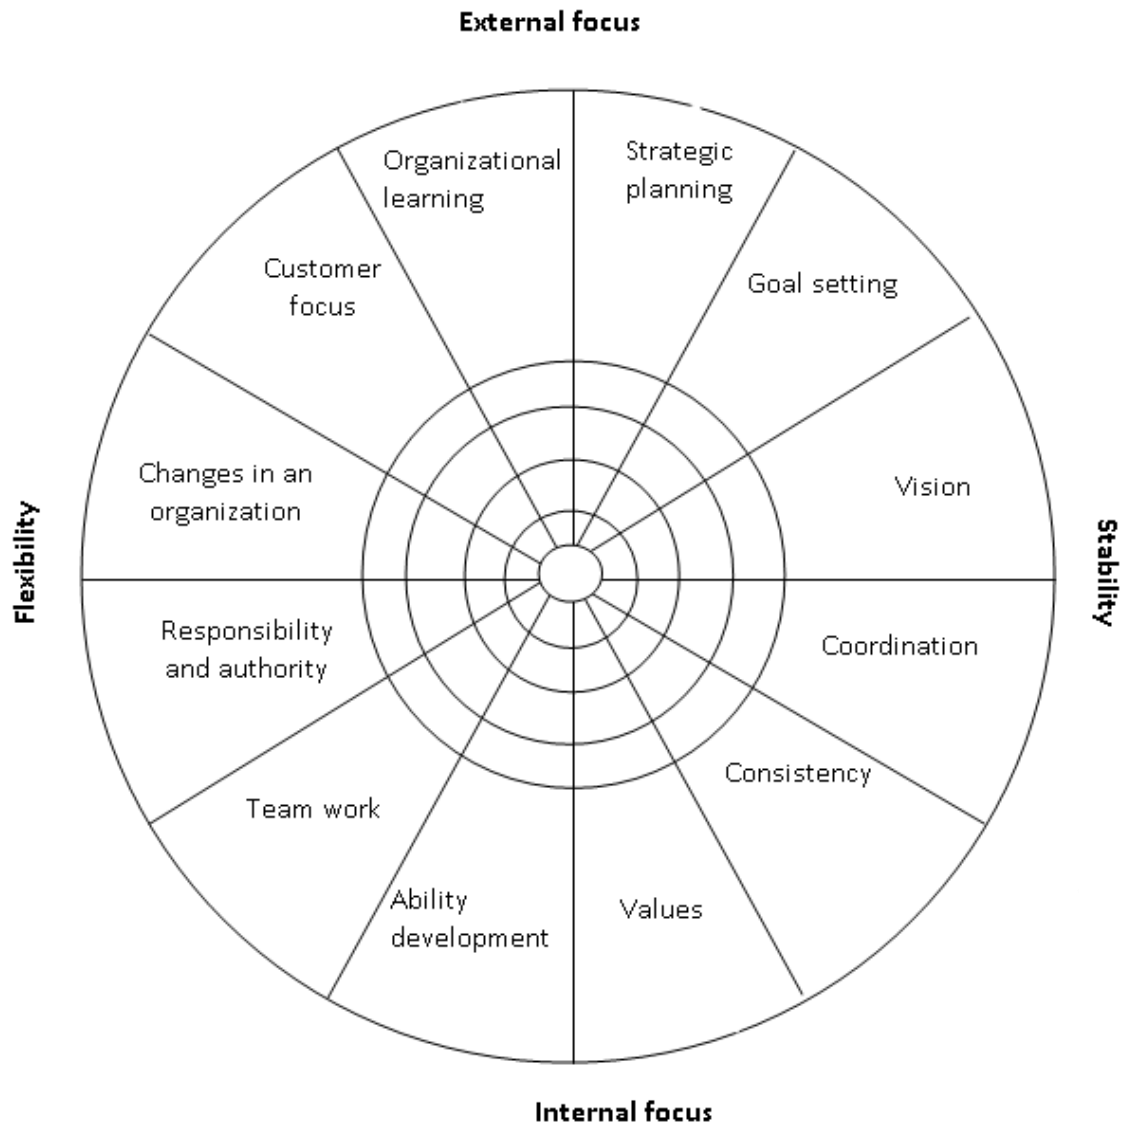 External focus
Organizational
learning
Strategic
planning
Customer
focus
Goal setting
Changes in an
organization
Vision
Flexibility
Stability
Responsibility
and authority
Coordination
Team work
Consistency
Ability
development
Values
Internal focus